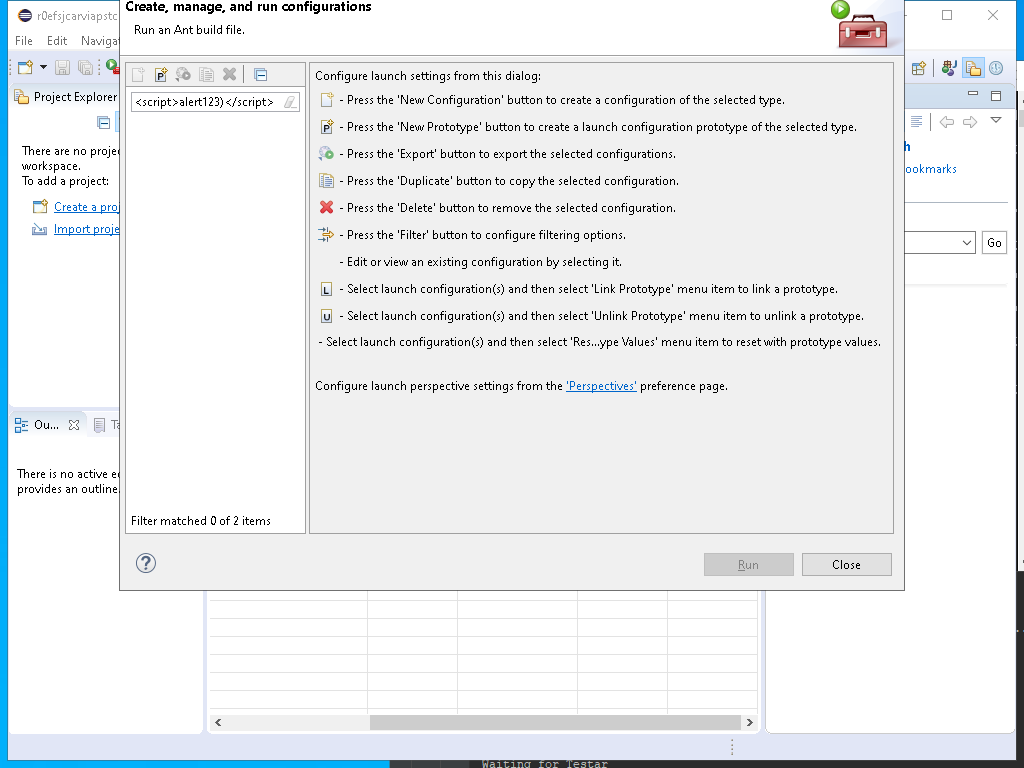 Create, manage, and run configurations
Run an Ant build file.
r0efsjcarviapstc
File Edit Naviga
Project Explorer
There are no proje
workspace.
To add a project:
Create a proj
Import proje
<script>alert123)</script>
Filter matched 0 of 2 items
Configure launch settings from this dialog:
- Press the 'New Configuration' button to create a configuration of the selected type.
P - Press the 'New Prototype' button to create a launch configuration prototype of the selected type.
- Press the 'Export' button to export the selected configurations.
- Press the 'Duplicate' button to copy the selected configuration.
- Press the 'Delete' button to remove the selected configuration.
- Press the 'Filter' button to configure filtering options.
- Edit or view an existing configuration by selecting it.
L - Select launch configuration(s) and then select 'Link Prototype' menu item to link a prototype.
U - Select launch configuration(s) and then select 'Unlink Prototype' menu item to unlink a prototype.
- Select launch configuration(s) and then select 'Res...ype Values' menu item to reset with prototype values.
Configure launch perspective settings from the 'Perspectives' preference page.
h
ookmarks
Go
Ou...
Ta
There is no active e
provides an outline.
?
Run
Close
Waiting for Testar